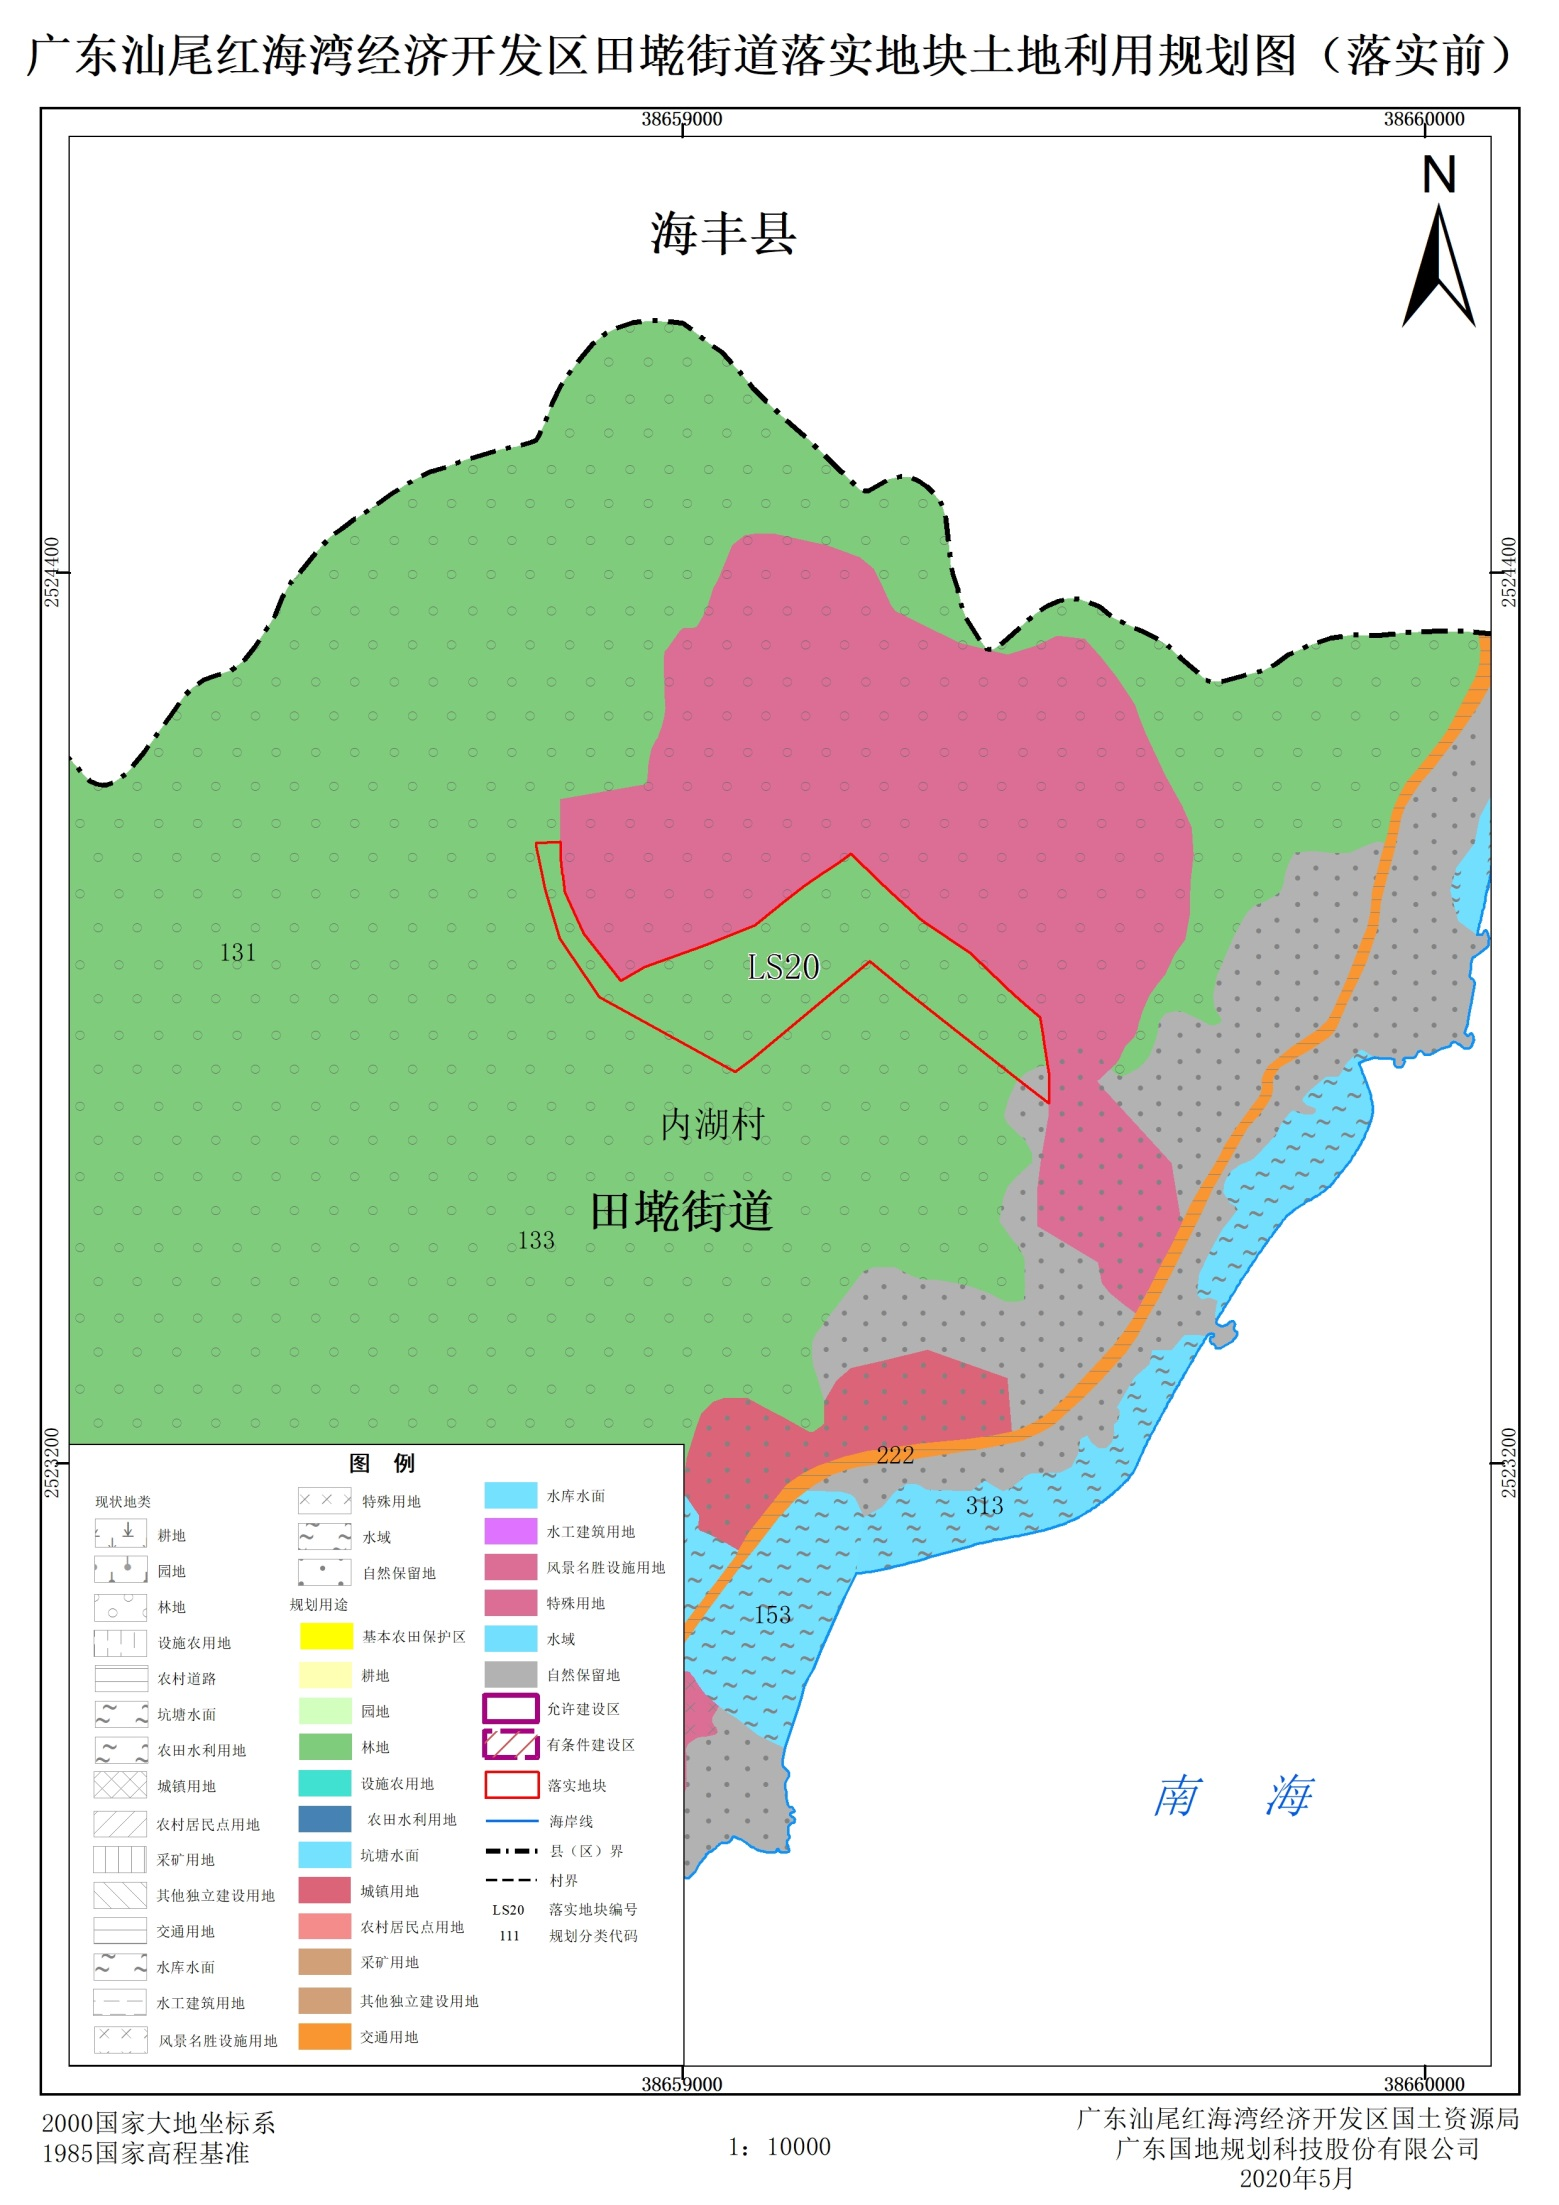 广东汕尾红海湾经济开发区田墘街道落实地块土地利用规划图（落实前）
38659000
38660000
N
海丰县
2524400
2524400
131
LS20
内湖村
田墘街道
133
2523200
2523200
222
313
153
南 海
图 例
现状地类
耕地
园地
林地
设施农用地
农村道路
坑塘水面
农田水利用地
城镇用地
农村居民点用地
采矿用地
其他独立建设用地
交通用地
水库水面
水工建筑用地
风景名胜设施用地
特殊用地
水域
自然保留地
规划用途
基本农田保护区
耕地
园地
林地
设施农用地
农田水利用地
坑塘水面
城镇用地
农村居民点用地
采矿用地
其他独立建设用地
交通用地
水库水面
水工建筑用地
风景名胜设施用地
特殊用地
水域
自然保留地
允许建设区
有条件建设区
落实地块
海岸线
县（区）界
村界
LS20 落实地块编号
111 规划分类代码
38659000
38660000
2000国家大地坐标系
1985国家高程基准
1：10000
广东汕尾红海湾经济开发区国土资源局
广东国地规划科技股份有限公司
2020年5月